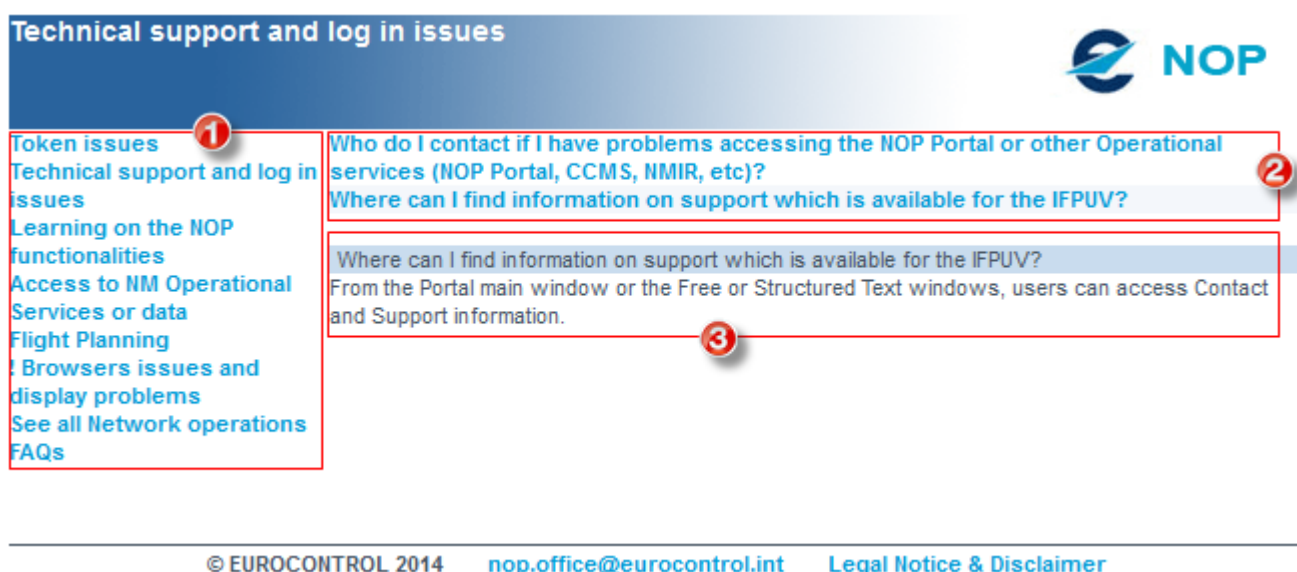 Technical support and log in issues
NOP
1
Token issues
Technical support and log in
issues
Learning on the NOP
functionalities
Access to NM Operational
Services or data
Flight Planning
! Browsers issues and
display problems
See all Network operations
FAQs
Who do I contact if I have problems accessing the NOP Portal or other Operational
services (NOP Portal, CCMS, NMIR, etc)?
Where can I find information on support which is available for the IFPUV?
2
Where can I find information on support which is available for the IFPUV?
From the Portal main window or the Free or Structured Text windows, users can access Contact
and Support information.
3
© EUROCONTROL 2014 nop.office@eurocontrol.int Legal Notice & Disclaimer